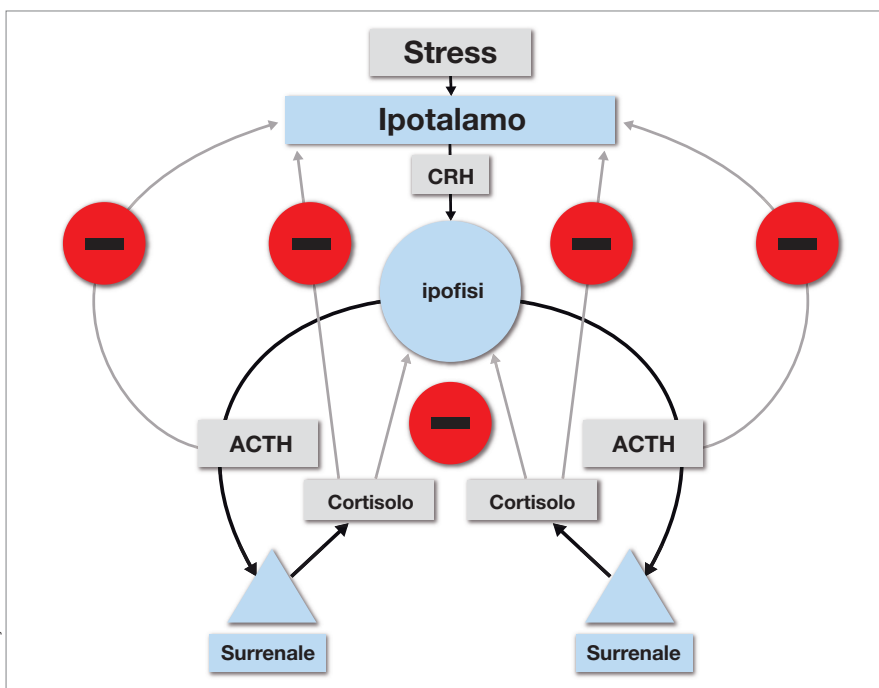 Stress
Ipotalamo
CRH
ipofisi
ACTH
ACTH
Cortisolo
Cortisolo
Surrenale
Surrenale